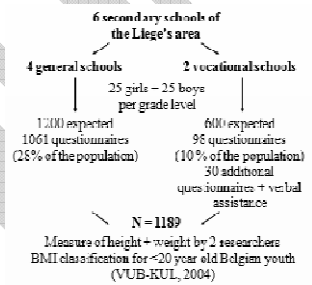 6 secondary schools of
the Liege's area
4 general schools
2 vocational schools
25 girls – 25 boys
per grade level
1200 expected
1061 questionnaires
(28% of the population)
600 expected
98 questionnaires
(10% of the population)
30 additional
questionnaires + verbal
assistance
N = 1189
Measure of height + weight by 2 researchers
BMI classification for <20 year old Belgian youth
(VUB-KUL, 2004)